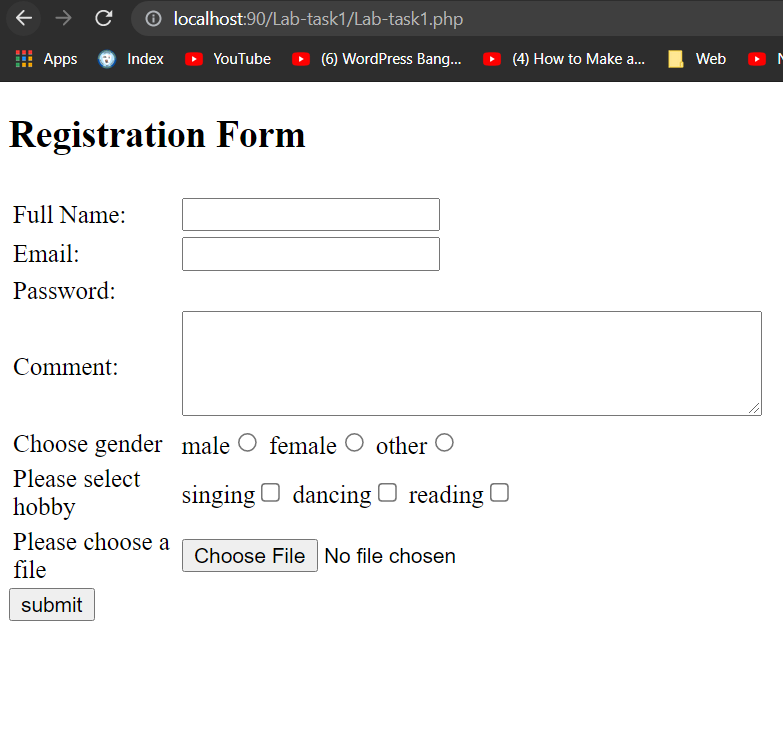 localhost:90/Lab-task1/Lab-task1.php
Apps Index YouTube (6) WordPress Bang... (4) How to Make a... Web N
Registration Form
Full Name:
Email:
Password:
Comment:
Choose gender male female other
Please select
hobby
singing dancing reading
Please choose a
file
Choose File No file chosen
submit